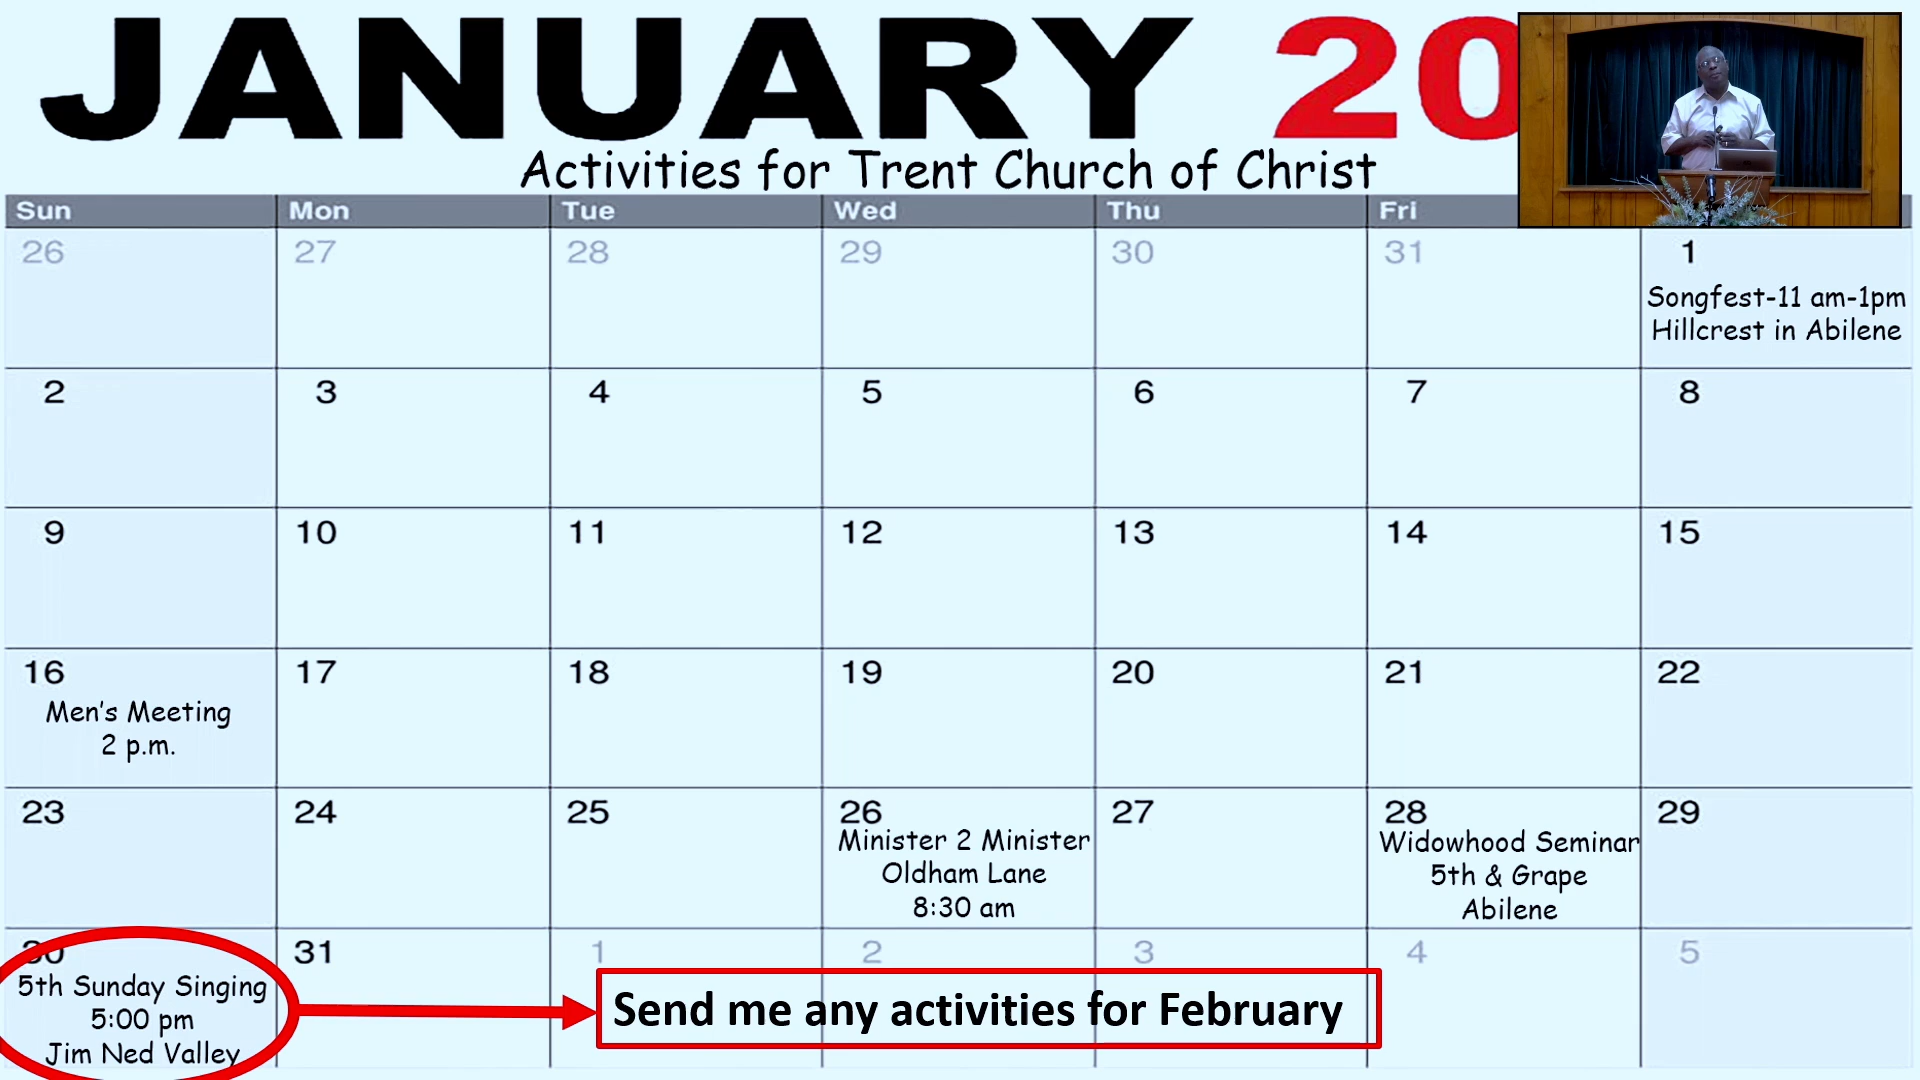 JANUARY 20
Activities for Trent Church of Christ
Sun Mon Tue Wed Thu Fri
26 27 28 29 30 31 1
Songfest-11 am-1pm
Hillcrest in Abilene
2 3 4 5 6 7 8
9 10 11 12 13 14 15
16 17 18 19 20 21 22
Men's Meeting
2 p.m.
23 24 25 26 27 28 29
Minister 2 Minister
Oldham Lane
8:30 am
Widowhood Seminar
5th & Grape
Abilene
30 31 1 2 3 4 5
5th Sunday Singing
5:00 pm
Jim Ned Valley
Send me any activities for February